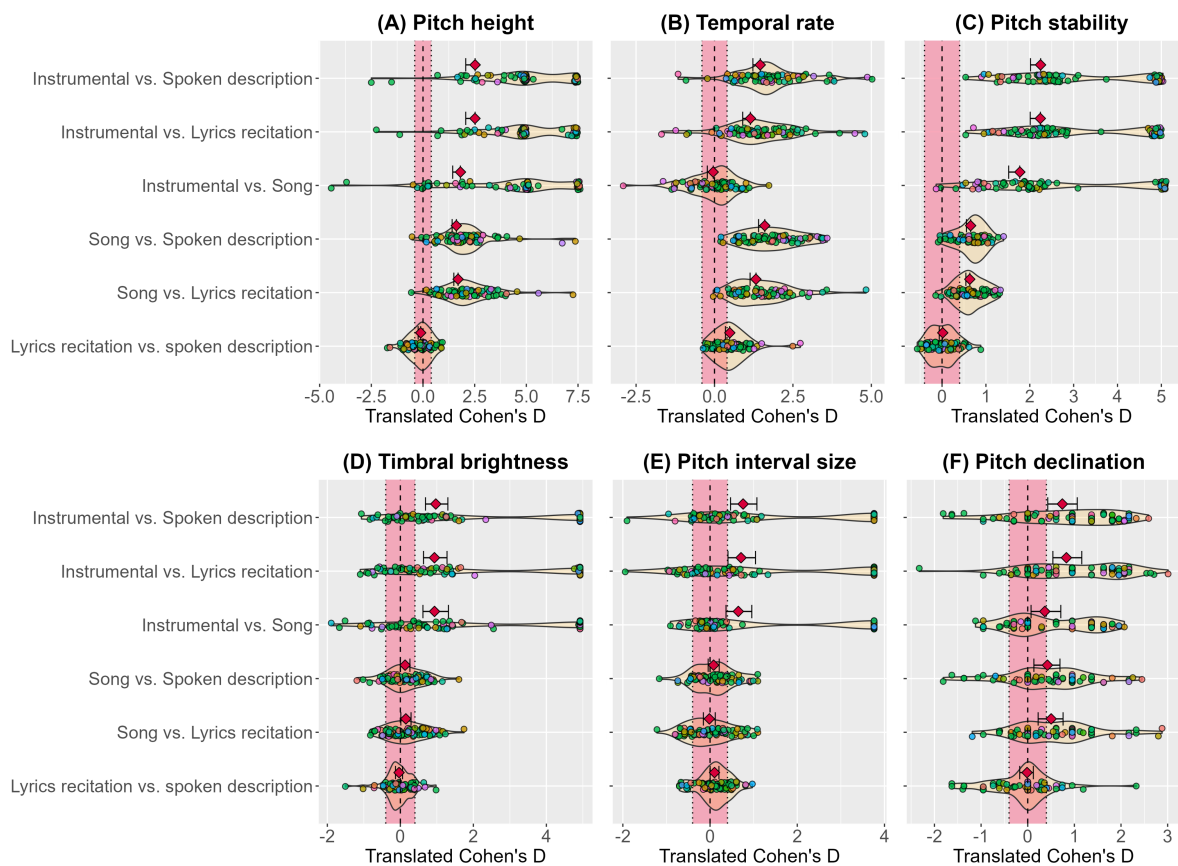 (A) Pitch height
(B) Temporal rate
(C) Pitch stability
Instrumental vs. Spoken description
Instrumental vs. Lyrics recitation
Instrumental vs. Song
Song vs. Spoken description
Song vs. Lyrics recitation
Lyrics recitation vs. spoken description
-5.0 -2.5 0.0 2.5 5.0 7.5
-2.5 0.0 2.5 5.0
0 1 2 3 4 5
Translated Cohen's D
Translated Cohen's D
Translated Cohen's D
(D) Timbral brightness
(E) Pitch interval size
(F) Pitch declination
Instrumental vs. Spoken description
Instrumental vs. Lyrics recitation
Instrumental vs. Song
Song vs. Spoken description
Song vs. Lyrics recitation
Lyrics recitation vs. spoken description
-2 0 2 4
-2 0 2 4
-2 -1 0 1 2 3
Translated Cohen's D
Translated Cohen's D
Translated Cohen's D